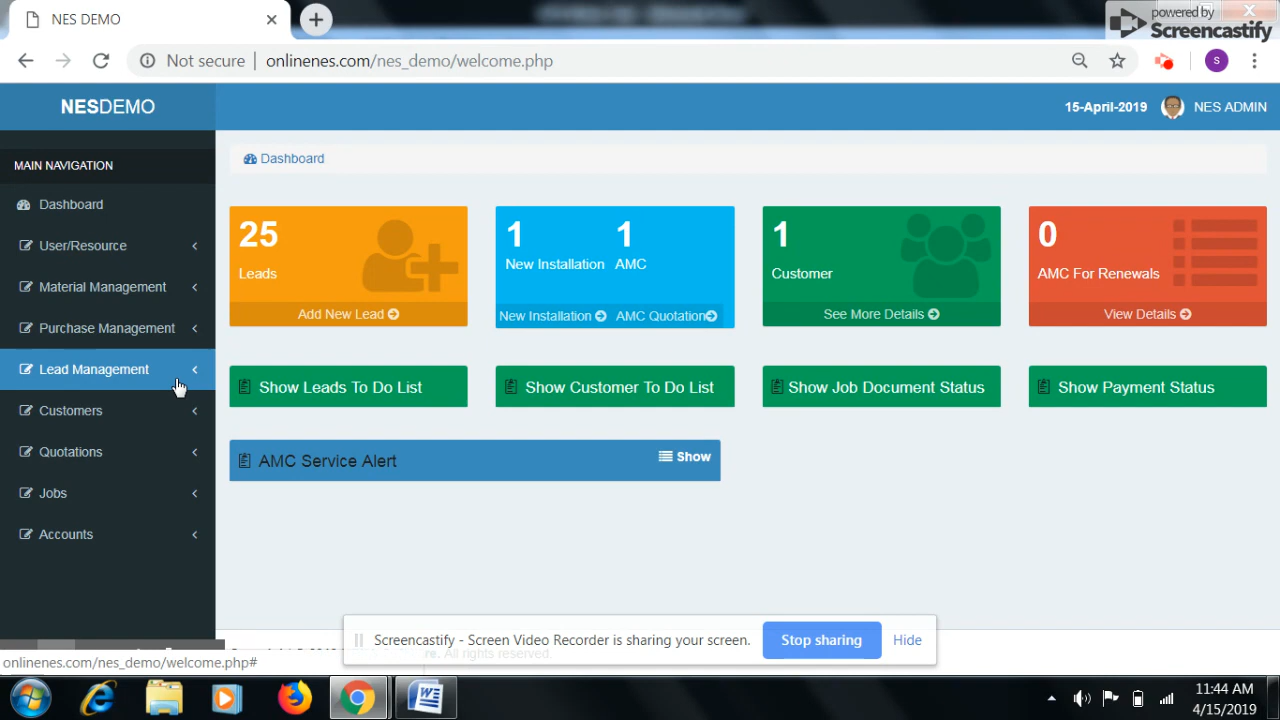 NES DEMO
powered by
Screencastify
Not secure
onlinenes.com/nes_demo/welcome.php
S
NESDEMO
15-April-2019
NES ADMIN
MAIN NAVIGATION
Dashboard
Dashboard
User/Resource
Material Management
Purchase Management
Lead Management
Customers
Quotations
Jobs
Accounts
25
Leads
Add New Lead
1 1
New Installation AMC
New Installation AMC Quotation
1
Customer
See More Details
0
AMC For Renewals
View Details
Show Leads To Do List
Show Customer To Do List
Show Job Document Status
Show Payment Status
AMC Service Alert
Show
Screencastify - Screen Video Recorder is sharing your screen.
Stop sharing
Hide
All rights reserved.
onlinenes.com/nes_demo/welcome.php#
11:44 AM
4/15/2019